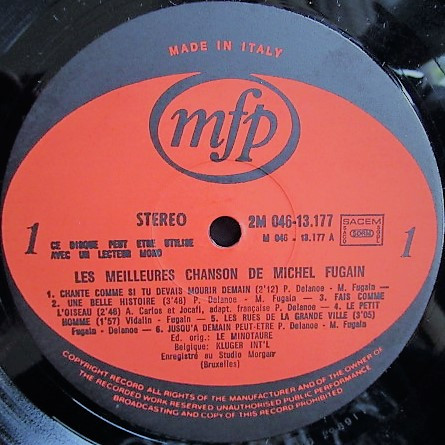 MADE IN ITALY
mfp
STEREO
2M 046-13.177
M 046 - 13.177 A
SACEM
SACD
SDRM
SGDL
1
1
CE DISQUE PEUT ETRE UTILISE
AVEC UN LECTEUR MONO
LES MEILLEURES CHANSON DE MICHEL FUGAIN
1. CHANTE COMME SI TU DEVAIS MOURIR DEMAIN (2'12) P. Delanoe - M. Fugain —
2. UNE BELLE HISTOIRE (3'46) P. Delanoe - M. Fugain — 3. FAIS COMME
L'OISEAU (2'46) A. Carlos et Jocafi, adapt. française P. Delanoe — 4. LE PETIT
HOMME (1'57) Vidalin - Fugain — 5. LES RUES DE LA GRANDE VILLE (3'05)
Fugain - Delanoe — 6. JUSQU'A DEMAIN PEUT-ETRE P. Delanoe - M. Fugain
Ed. orig.: LE MINOTAURE
Belgique: KLUGER INT'L
Enregistré au Studio Morgan
(Bruxelles)
COPYRIGHT RECORD ALL RIGHTS OF THE MANUFACTURER AND OF THE OWNER OF
THE RECORDED WORK RESERVED UNAUTHORISED PUBLIC PERFORMANCE
BROADCASTING AND COPY OF THIS RECORD PROHIBITED